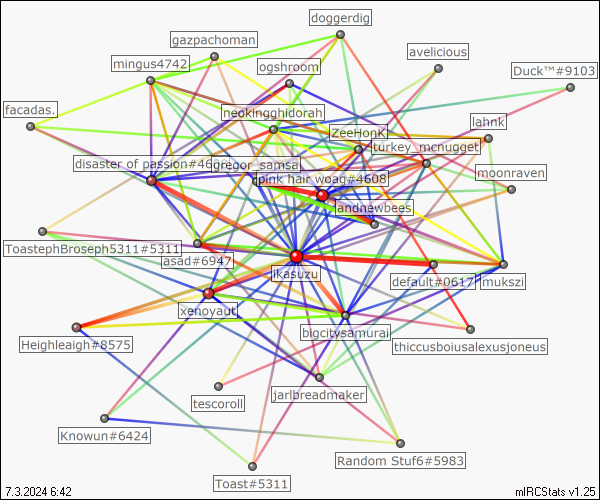 doggerdig
gazpachoman
avelicious
mingus4742
ogshroom
Duck™#9103
facadas.
neokingghidorah
lahnk
ZeeHonK
turkey_mcnugget
disaster of passion#4
gregor_samsa
moonraven
pink hair woag#4608
landnewbees
ToastephBroseph5311#5311
asad#6947
ikasuzu
default#0617
mukszi
xenoyaut
bigcitysamurai
Heighleigh#8575
thiccusboiusalexusjoneus
tescoroll
jarlbreadmaker
Knowun#6424
Random Stuf6#5983
Toast#5311
7.3.2024 6:42
mIRCStats v1.25